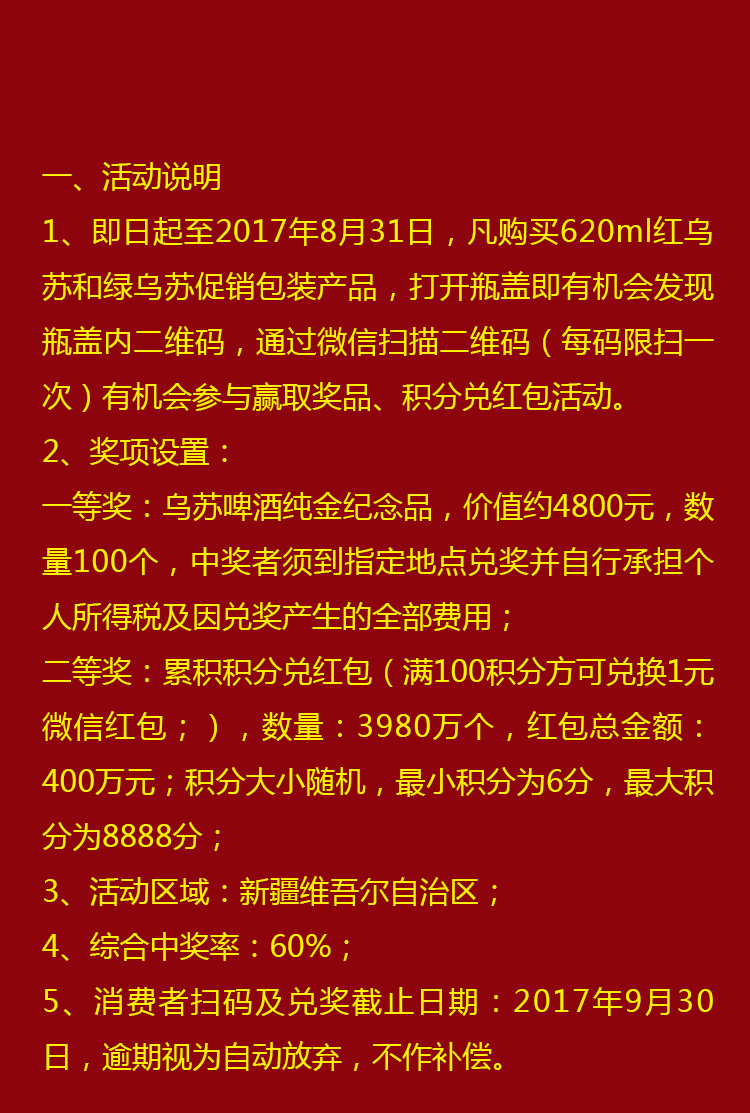 一、活动说明
1、即日起至2017年8月31日，凡购买620ml红乌
苏和绿乌苏促销包装产品，打开瓶盖即有机会发现
瓶盖内二维码，通过微信扫描二维码（每码限扫一
次）有机会参与赢取奖品、积分兑红包活动。
2、奖项设置：
一等奖：乌苏啤酒纯金纪念品，价值约4800元，数
量100个，中奖者须到指定地点兑奖并自行承担个
人所得税及因兑奖产生的全部费用；
二等奖：累积积分兑红包（满100积分方可兑换1元
微信红包；），数量：3980万个，红包总金额：
400万元；积分大小随机，最小积分为6分，最大积
分为8888分；
3、活动区域：新疆维吾尔自治区；
4、综合中奖率：60%；
5、消费者扫码及兑奖截止日期：2017年9月30
日，逾期视为自动放弃，不作补偿。